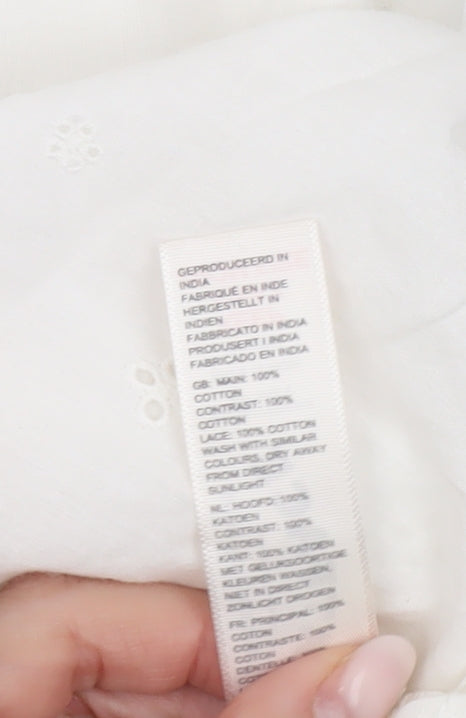 GEPRODUCEERD IN
INDIA
FABRIQUÉ EN INDE
HERGESTELLT IN
INDIEN
FABBRICATO IN INDIA
PRODUSERT I INDIA
FABRICADO EN INDIA
GB: MAIN: 100%
COTTON
CONTRAST: 100%
COTTON
LACE: 100% COTTON
WASH WITH SIMILAR
COLOURS, DRY AWAY
FROM DIRECT
SUNLIGHT
NL: HOOFD: 100%
KATOEN
CONTRAST: 100%
KATOEN
KANT: 100% KATOEN
MET GELIJKSOORTIGE
KLEUREN WASSEN,
NIET IN DIRECT
ZONLICHT DROGEN
FR: PRINCIPAL: 100%
COTON
CONTRASTE: 100%
COTON
DENTELLE: